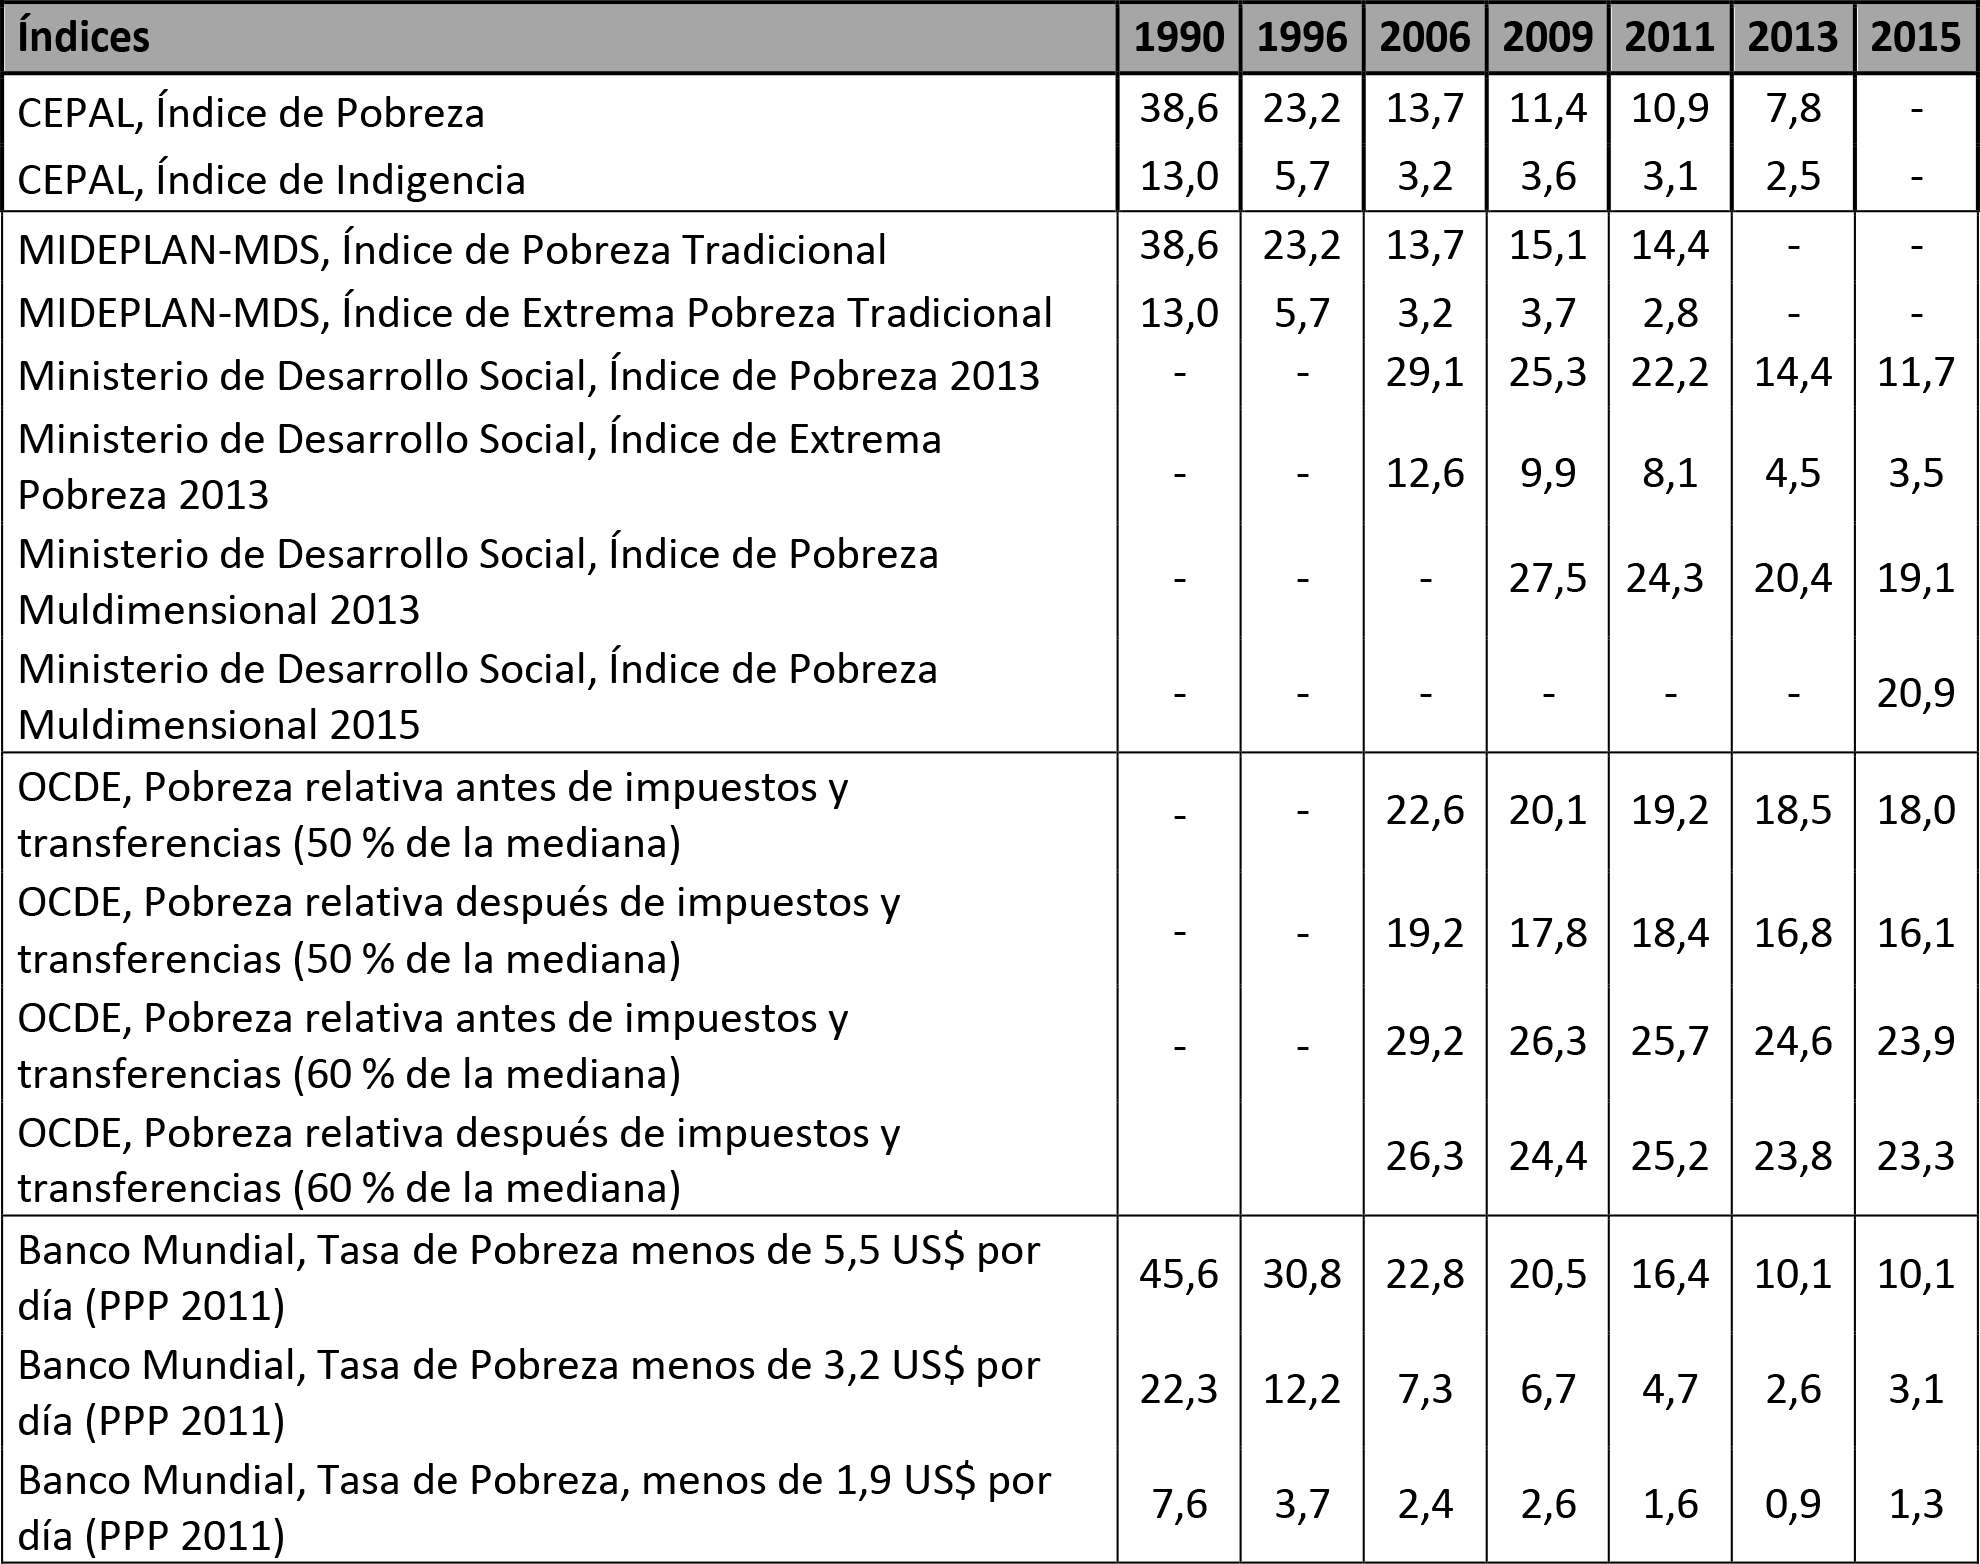 Índices 1990 1996 2006 2009 2011 2013 2015
CEPAL, Índice de Pobreza 38,6 23,2 13,7 11,4 10,9 7,8 -
CEPAL, Índice de Indigencia 13,0 5,7 3,2 3,6 3,1 2,5 -
MIDEPLAN-MDS, Índice de Pobreza Tradicional 38,6 23,2 13,7 15,1 14,4 - -
MIDEPLAN-MDS, Índice de Extrema Pobreza Tradicional 13,0 5,7 3,2 3,7 2,8 - -
Ministerio de Desarrollo Social, Índice de Pobreza 2013 - - 29,1 25,3 22,2 14,4 11,7
Ministerio de Desarrollo Social, Índice de Extrema
Pobreza 2013 - - 12,6 9,9 8,1 4,5 3,5
Ministerio de Desarrollo Social, Índice de Pobreza
Muldimensional 2013 - - - 27,5 24,3 20,4 19,1
Ministerio de Desarrollo Social, Índice de Pobreza
Muldimensional 2015 - - - - - - 20,9
OCDE, Pobreza relativa antes de impuestos y
transferencias (50 % de la mediana) - - 22,6 20,1 19,2 18,5 18,0
OCDE, Pobreza relativa después de impuestos y
transferencias (50 % de la mediana) - - 19,2 17,8 18,4 16,8 16,1
OCDE, Pobreza relativa antes de impuestos y
transferencias (60 % de la mediana) - - 29,2 26,3 25,7 24,6 23,9
OCDE, Pobreza relativa después de impuestos y
transferencias (60 % de la mediana) 26,3 24,4 25,2 23,8 23,3
Banco Mundial, Tasa de Pobreza menos de 5,5 US$ por
día (PPP 2011) 45,6 30,8 22,8 20,5 16,4 10,1 10,1
Banco Mundial, Tasa de Pobreza menos de 3,2 US$ por
día (PPP 2011) 22,3 12,2 7,3 6,7 4,7 2,6 3,1
Banco Mundial, Tasa de Pobreza, menos de 1,9 US$ por
día (PPP 2011) 7,6 3,7 2,4 2,6 1,6 0,9 1,3